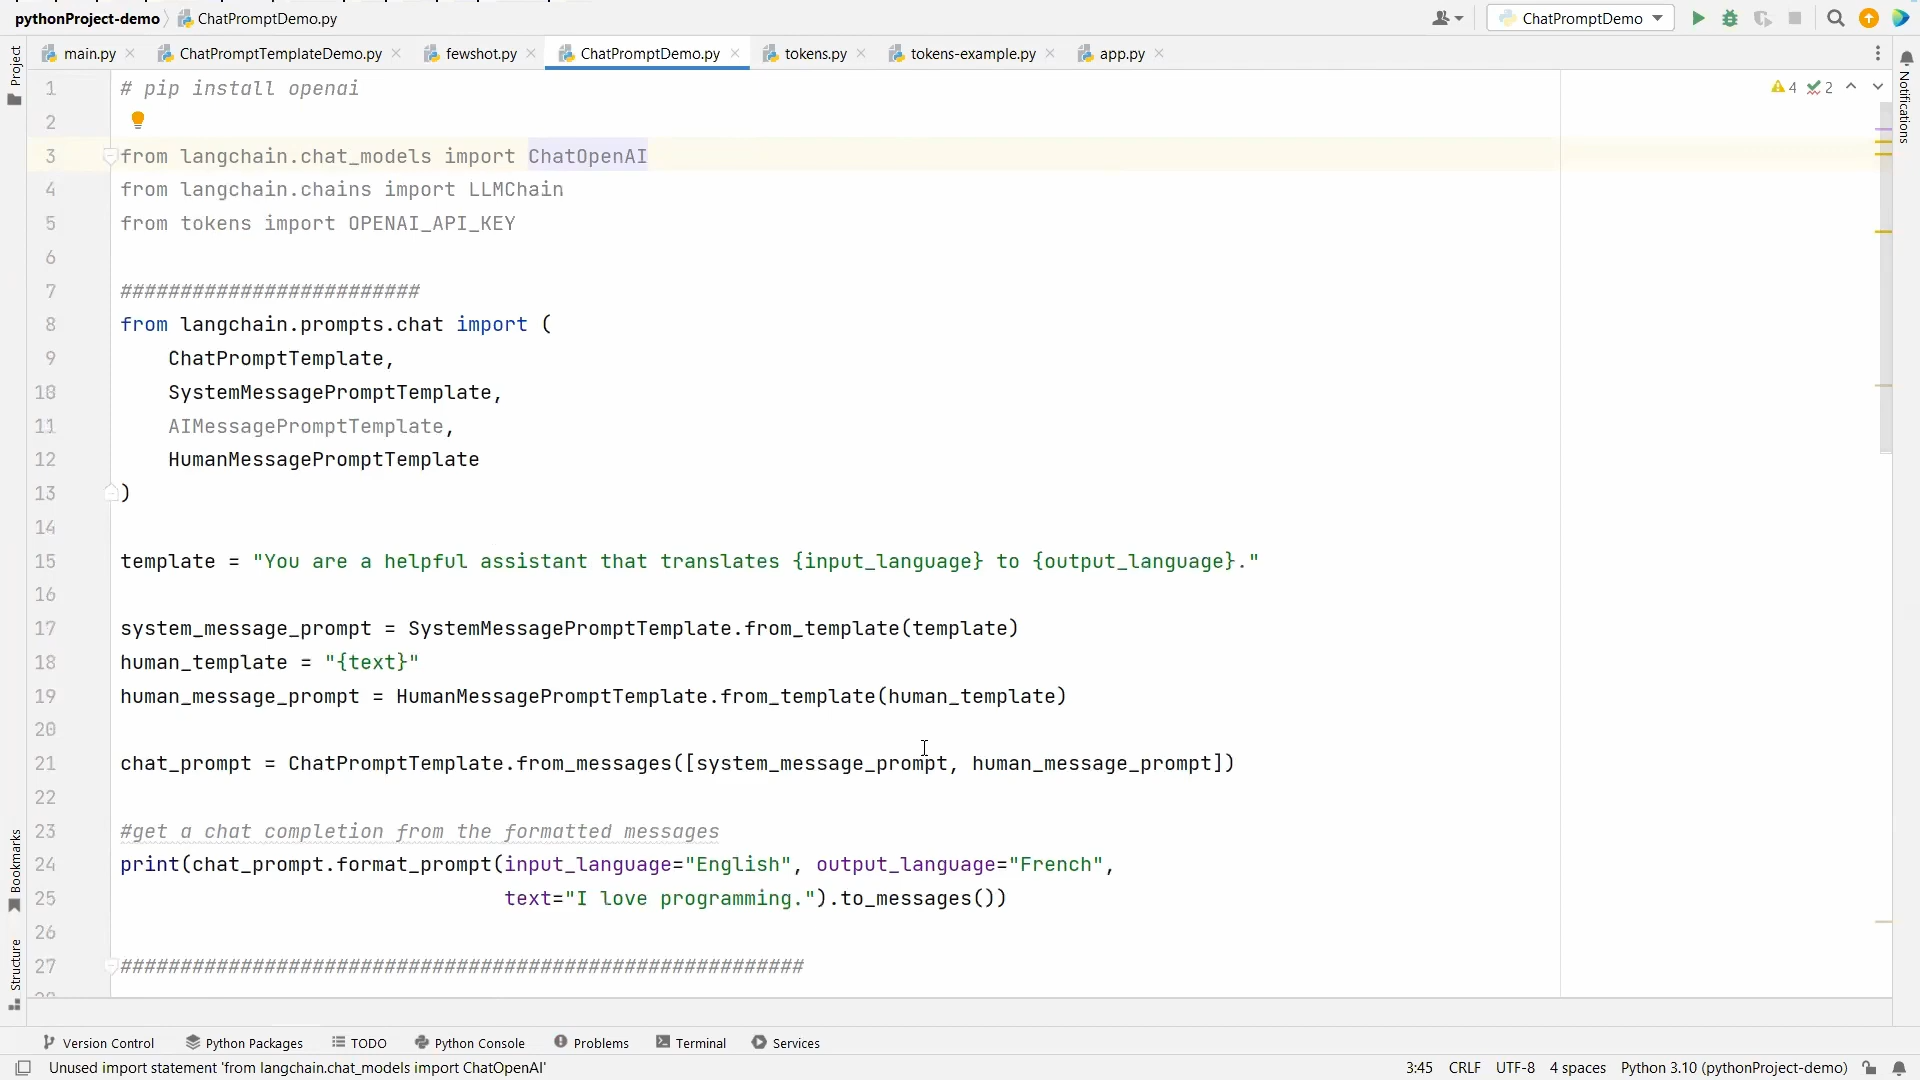 pythonProject-demo ChatPromptDemo.py ChatPromptDemo
main.py ChatPromptTemplateDemo.py fewshot.py ChatPromptDemo.py tokens.py tokens-example.py app.py
Project
Notifications
4 2
1 # pip install openai
2
3 from langchain.chat_models import ChatOpenAI
4 from langchain.chains import LLMChain
5 from tokens import OPENAI_API_KEY
6
7 #########################
8 from langchain.prompts.chat import (
9 ChatPromptTemplate,
10 SystemMessagePromptTemplate,
11 AIMessagePromptTemplate,
12 HumanMessagePromptTemplate
13 )
14
15 template = "You are a helpful assistant that translates {input_language} to {output_language}."
16
17 system_message_prompt = SystemMessagePromptTemplate.from_template(template)
18 human_template = "{text}"
19 human_message_prompt = HumanMessagePromptTemplate.from_template(human_template)
20
21 chat_prompt = ChatPromptTemplate.from_messages([system_message_prompt, human_message_prompt])
22
23 #get a chat completion from the formatted messages
24 print(chat_prompt.format_prompt(input_language="English", output_language="French",
25 text="I love programming.").to_messages())
26
27 #########################################################
Bookmarks
Structure
Version Control Python Packages TODO Python Console Problems Terminal Services
Unused import statement 'from langchain.chat_models import ChatOpenAI' 3:45 CRLF UTF-8 4 spaces Python 3.10 (pythonProject-demo)